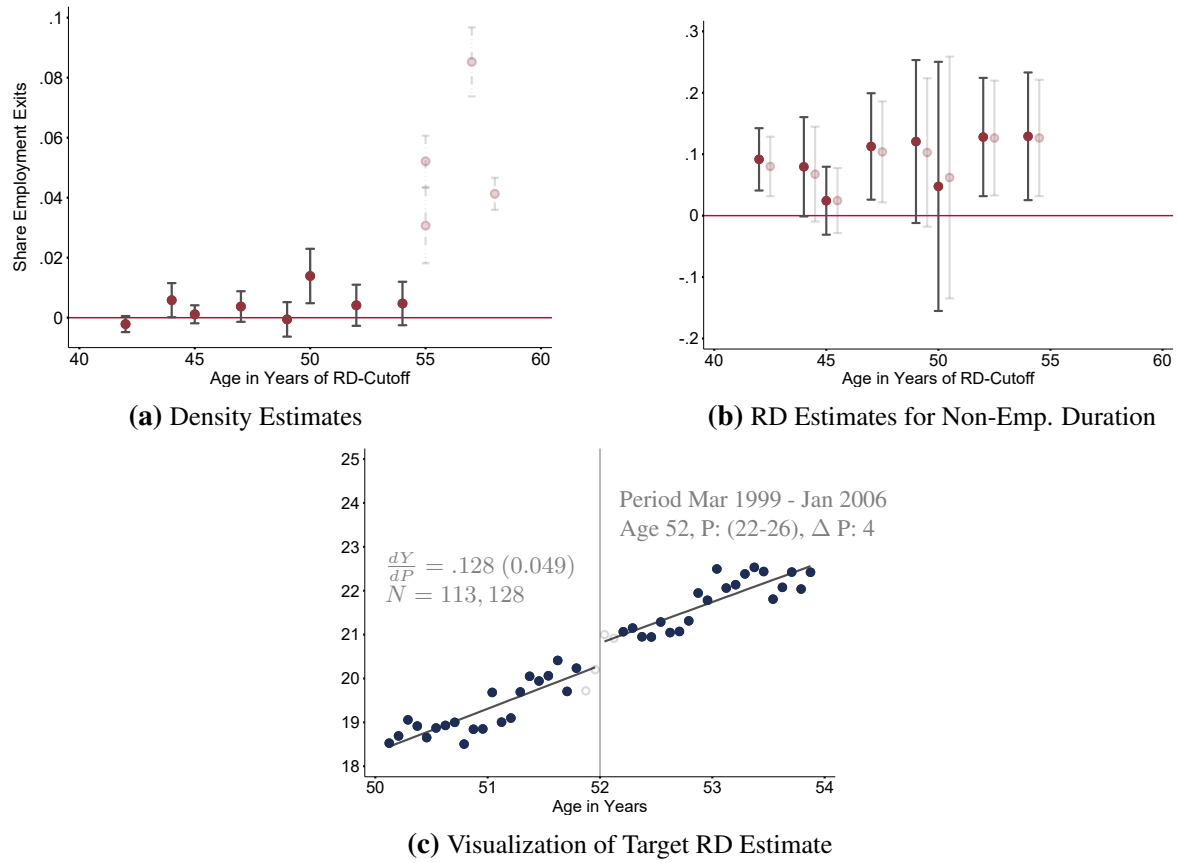 .1
.08
.06
.04
.02
0
Share Employment Exits
40 45 50 55 60
Age in Years of RD-Cutoff
(a) Density Estimates
.3
.2
.1
0
-.1
-.2
40 45 50 55 60
Age in Years of RD-Cutoff
(b) RD Estimates for Non-Emp. Duration
25
24
23
22
21
20
19
18
Period Mar 1999 - Jan 2006
Age 52, P: (22-26), Δ P: 4
dY/dP = .128 (0.049)
N = 113, 128
50 51 52 53 54
Age in Years
(c) Visualization of Target RD Estimate